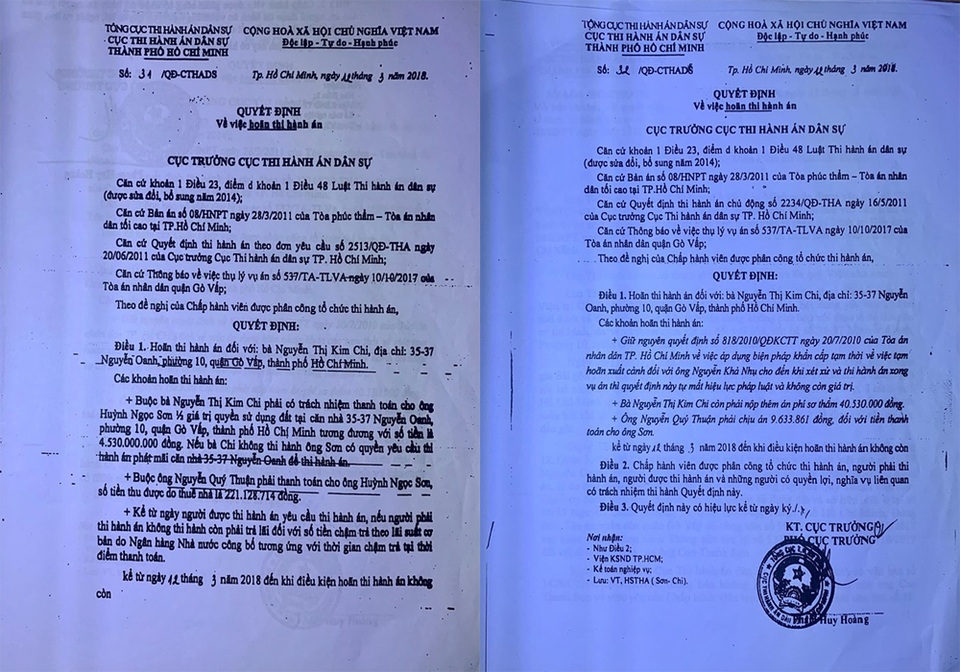 TỔNG CỤC THI HÀNH ÁN DÂN SỰ
CỤC THI HÀNH ÁN DÂN SỰ
THÀNH PHỐ HỒ CHÍ MINH
CỘNG HOÀ XÃ HỘI CHỦ NGHĨA VIỆT NAM
Độc lập - Tự do - Hạnh phúc
Số: 31 /QĐ-CTHADS
Tp. Hồ Chí Minh, ngày 12 tháng 3 năm 2018.
QUYẾT ĐỊNH
Về việc hoãn thi hành án
CỤC TRƯỞNG CỤC THI HÀNH ÁN DÂN SỰ
Căn cứ khoản 1 Điều 23, điểm d khoản 1 Điều 48 Luật Thi hành án dân sự
(được sửa đổi, bổ sung năm 2014);
Căn cứ Bản án số 08/HNPT ngày 28/3/2011 của Tòa phúc thẩm – Tòa án nhân
dân tối cao tại TP.Hồ Chí Minh;
Căn cứ Quyết định thi hành án theo đơn yêu cầu số 2513/QĐ-THA ngày
20/06/2011 của Cục trưởng Cục Thi hành án dân sự TP. Hồ Chí Minh;
Căn cứ Thông báo về việc thụ lý vụ án số 537/TA-TLVA ngày 10/10/2017 của
Tòa án nhân dân quận Gò Vấp;
Theo đề nghị của Chấp hành viên được phân công tổ chức thi hành án,
QUYẾT ĐỊNH:
Điều 1. Hoãn thi hành án đối với: bà Nguyễn Thị Kim Chi, địa chỉ: 35-37
Nguyễn Oanh, phường 10, quận Gò Vấp, thành phố Hồ Chí Minh.
Các khoản hoãn thi hành án:
+ Buộc bà Nguyễn Thị Kim Chi phải có trách nhiệm thanh toán cho ông
Huỳnh Ngọc Sơn ½ giá trị quyền sử dụng đất tại căn nhà 35-37 Nguyễn Oanh,
phường 10, quận Gò Vấp, thành phố Hồ Chí Minh tương đương với số tiền là
4.530.000.000 đồng. Nếu bà Chi không thi hành ông Sơn có quyền yêu cầu thi
hành án phát mãi căn nhà 35-37 Nguyễn Oanh để thi hành án.
+ Buộc ông Nguyễn Quý Thuận phải thanh toán cho ông Huỳnh Ngọc Sơn,
số tiền thu được do thuê nhà là 221.128.714 đồng.
+ Kể từ ngày người được thi hành án yêu cầu thi hành án, nếu người phải
thi hành án không thi hành còn phải trả lãi đối với số tiền chậm trả theo lãi suất cơ
bản do Ngân hàng Nhà nước công bố tương ứng với thời gian chậm trả tại thời
điểm thanh toán.
kể từ ngày 12 tháng 3 năm 2018 đến khi điều kiện hoãn thi hành án không
còn
TỔNG CỤC THI HÀNH ÁN DÂN SỰ
CỤC THI HÀNH ÁN DÂN SỰ
THÀNH PHỐ HỒ CHÍ MINH
CỘNG HOÀ XÃ HỘI CHỦ NGHĨA VIỆT NAM
Độc lập - Tự do - Hạnh phúc
Số: 32 /QĐ-CTHADS
Tp. Hồ Chí Minh, ngày 12 tháng 3 năm 2018.
QUYẾT ĐỊNH
Về việc hoãn thi hành án
CỤC TRƯỞNG CỤC THI HÀNH ÁN DÂN SỰ
Căn cứ khoản 1 Điều 23, điểm d khoản 1 Điều 48 Luật Thi hành án dân sự
(được sửa đổi, bổ sung năm 2014);
Căn cứ Bản án số 08/HNPT ngày 28/3/2011 của Tòa phúc thẩm – Tòa án nhân
dân tối cao tại TP.Hồ Chí Minh;
Căn cứ Quyết định thi hành án chủ động số 2234/QĐ-THA ngày 16/5/2011
của Cục trưởng Cục Thi hành án dân sự TP. Hồ Chí Minh;
Căn cứ Thông báo về việc thụ lý vụ án số 537/TA-TLVA ngày 10/10/2017 của
Tòa án nhân dân quận Gò Vấp;
Theo đề nghị của Chấp hành viên được phân công tổ chức thi hành án,
QUYẾT ĐỊNH:
Điều 1. Hoãn thi hành án đối với: bà Nguyễn Thị Kim Chi, địa chỉ: 35-37 Nguyễn
Oanh, phường 10, quận Gò Vấp, thành phố Hồ Chí Minh.
Các khoản hoãn thi hành án:
+ Giữ nguyên quyết định số 818/2010/QĐKCTT ngày 20/7/2010 của Tòa án
nhân dân TP. Hồ Chí Minh về việc áp dụng biện pháp khẩn cấp tạm thời về việc tạm
hoãn xuất cảnh đối với ông Nguyễn Khả Nhụ cho đến khi xét xử và thi hành án xong
vụ án thì quyết định này tự mất hiệu lực pháp luật và không còn giá trị.
+ Bà Nguyễn Thị Kim Chi còn phải nộp thêm án phí sơ thẩm 40.530.000 đồng.
+ Ông Nguyễn Quý Thuận phải chịu án 9.633.861 đồng, đối với tiền thanh
toán cho ông Sơn.
kể từ ngày 12 tháng 3 năm 2018 đến khi điều kiện hoãn thi hành án không còn
Điều 2. Chấp hành viên được phân công tổ chức thi hành án, người phải thi
hành án, người được thi hành án và những người có quyền lợi, nghĩa vụ liên quan
có trách nhiệm thi hành Quyết định này.
Điều 3. Quyết định này có hiệu lực kể từ ngày ký./.
KT. CỤC TRƯỞNG
PHÓ CỤC TRƯỞNG
Nơi nhận:
- Như Điều 2;
- Viện KSND TP.HCM;
- Kế toán nghiệp vụ;
- Lưu: VT, HSTHA ( Sơn- Chi).
Huy Hoàng